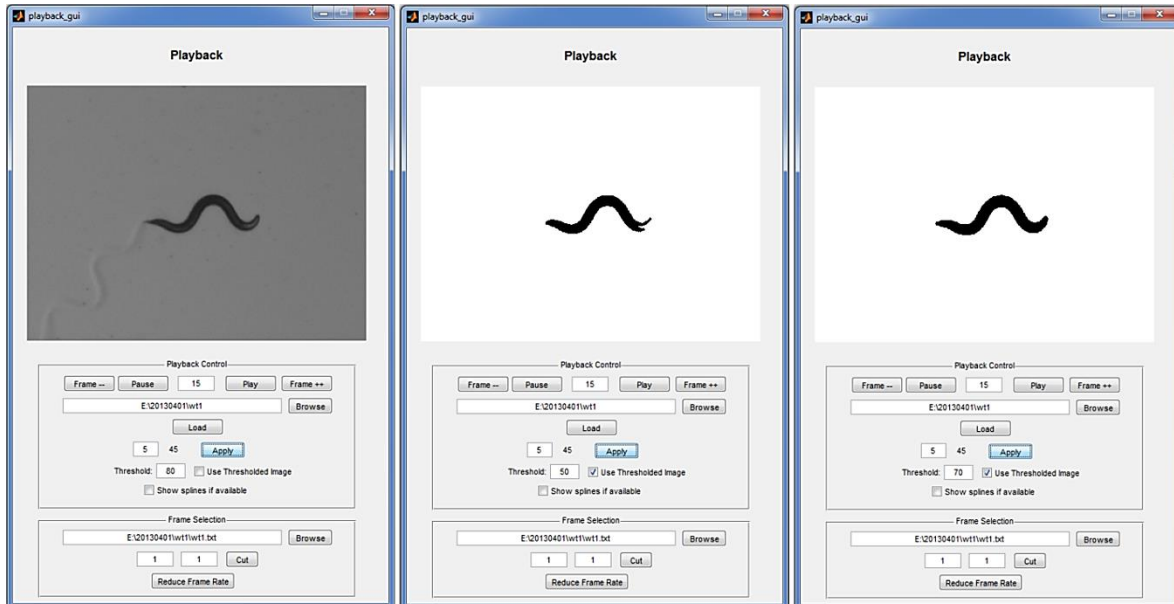 playback_gui
Playback
Playback Control
Frame --
Pause
15
Play
Frame ++
E:\20130401\wt1
Browse
Load
5
45
Apply
Threshold:
80
Use Thresholded Image
Show splines if available
Frame Selection
E:\20130401\wt1\wt1.txt
Browse
1
1
Cut
Reduce Frame Rate
playback_gui
Playback
Playback Control
Frame --
Pause
15
Play
Frame ++
E:\20130401\wt1
Browse
Load
5
45
Apply
Threshold:
50
Use Thresholded Image
Show splines if available
Frame Selection
E:\20130401\wt1\wt1.txt
Browse
1
1
Cut
Reduce Frame Rate
playback_gui
Playback
Playback Control
Frame --
Pause
15
Play
Frame ++
E:\20130401\wt1
Browse
Load
5
45
Apply
Threshold:
70
Use Thresholded Image
Show splines if available
Frame Selection
E:\20130401\wt1\wt1.txt
Browse
1
1
Cut
Reduce Frame Rate